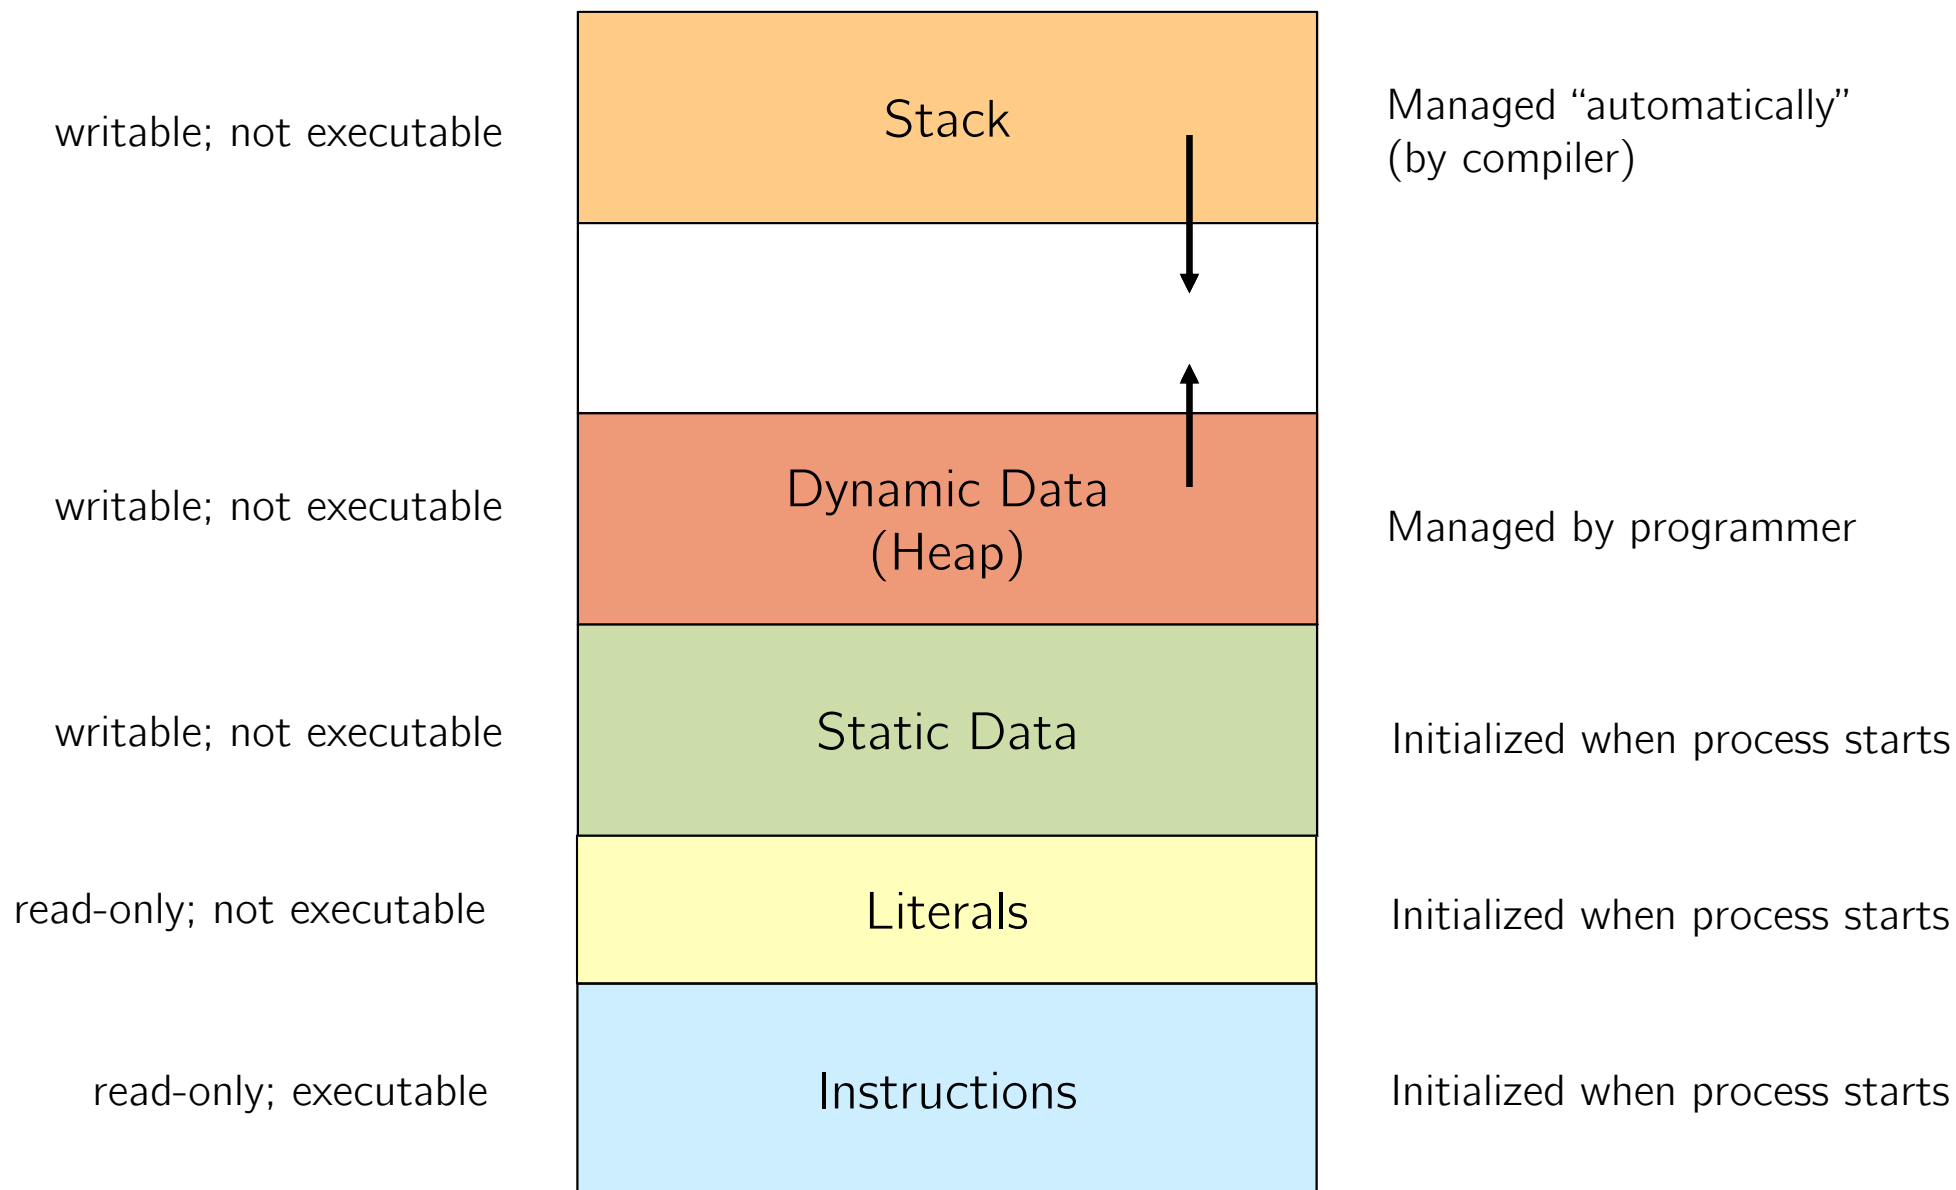 writable; not executable
Stack
Managed “automatically”
(by compiler)
writable; not executable
Dynamic Data
(Heap)
Managed by programmer
writable; not executable
Static Data
Initialized when process starts
read-only; not executable
Literals
Initialized when process starts
read-only; executable
Instructions
Initialized when process starts